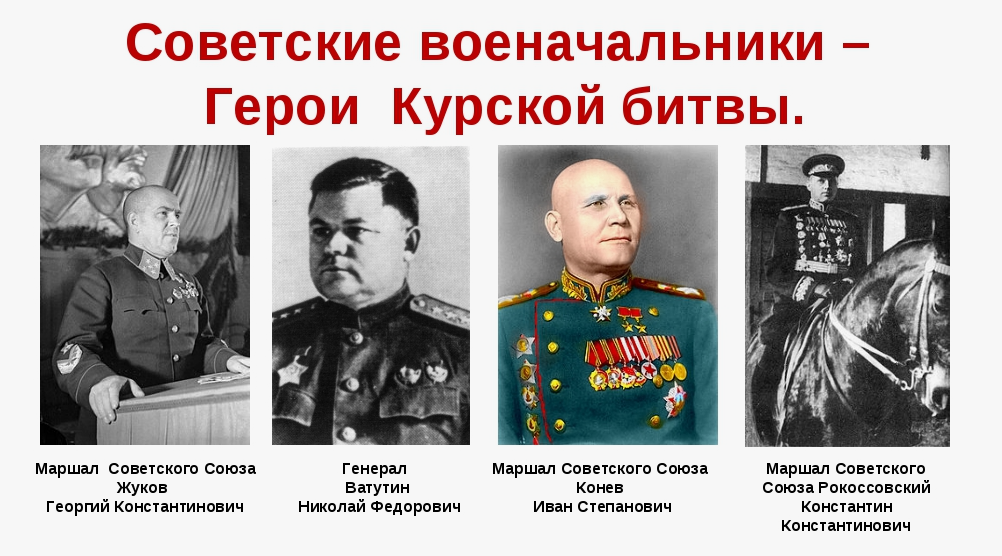 Советские военачальники –
Герои Курской битвы.
Маршал Советского Союза
Жуков
Георгий Константинович
Генерал
Ватутин
Николай Федорович
Маршал Советского Союза
Конев
Иван Степанович
Маршал Советского
Союза Рокоссовский
Константин
Константинович